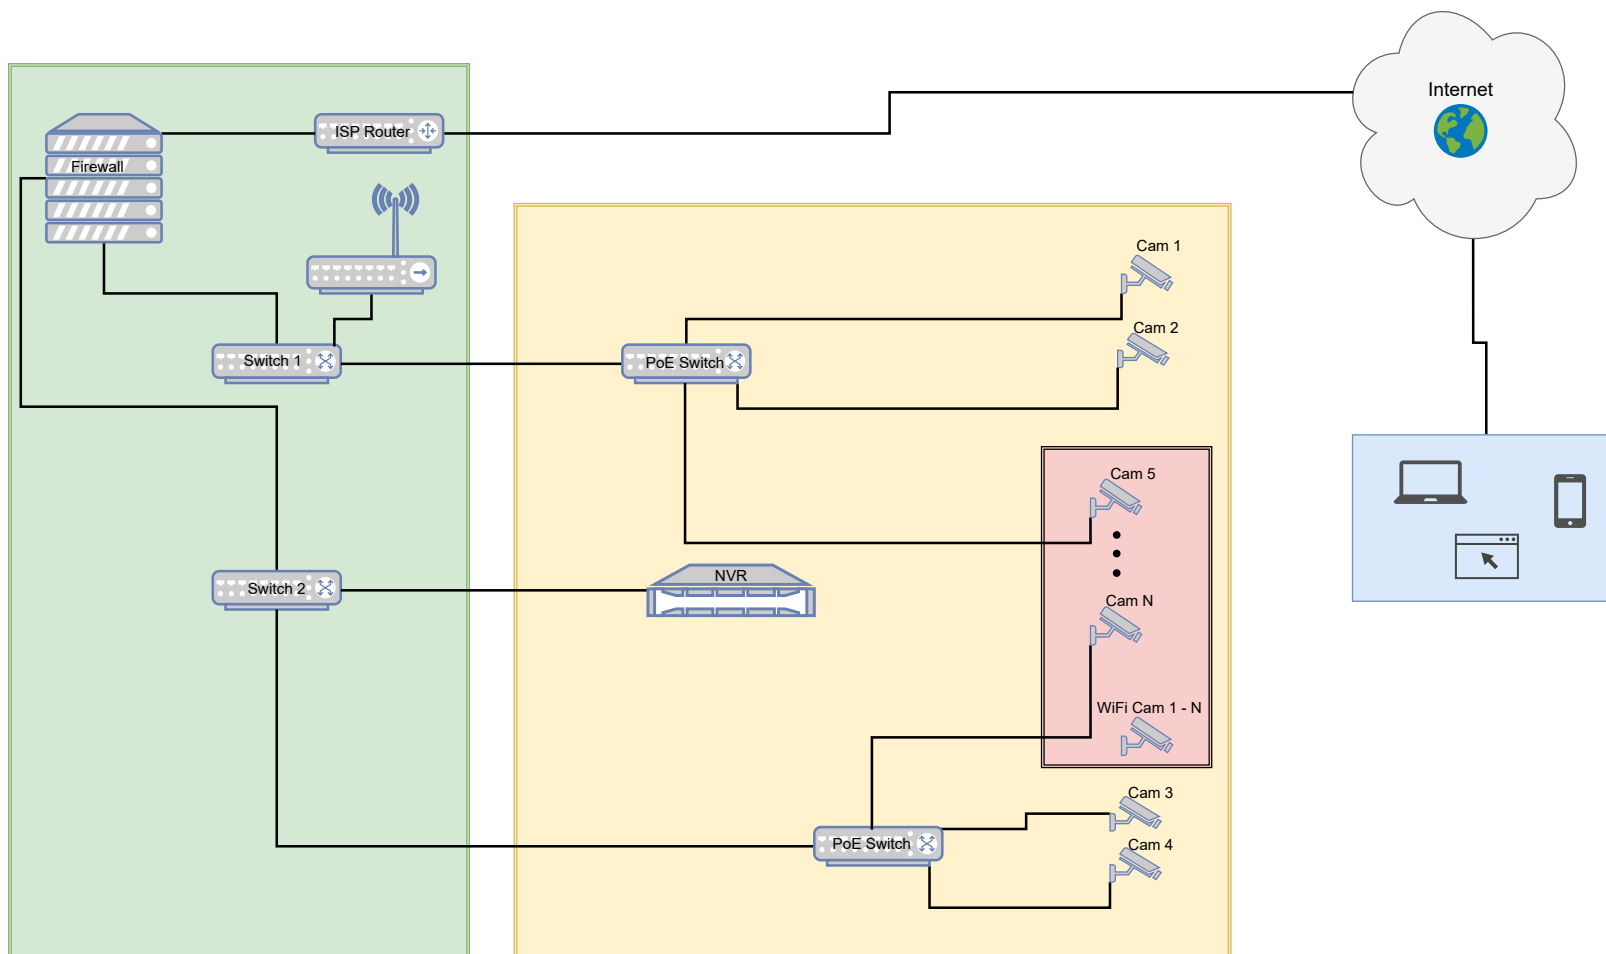 Internet
ISP Router
Firewall
Cam 1
Cam 2
Switch 1
PoE Switch
Cam 5
NVR
Switch 2
Cam N
WiFi Cam 1 - N
Cam 3
PoE Switch
Cam 4